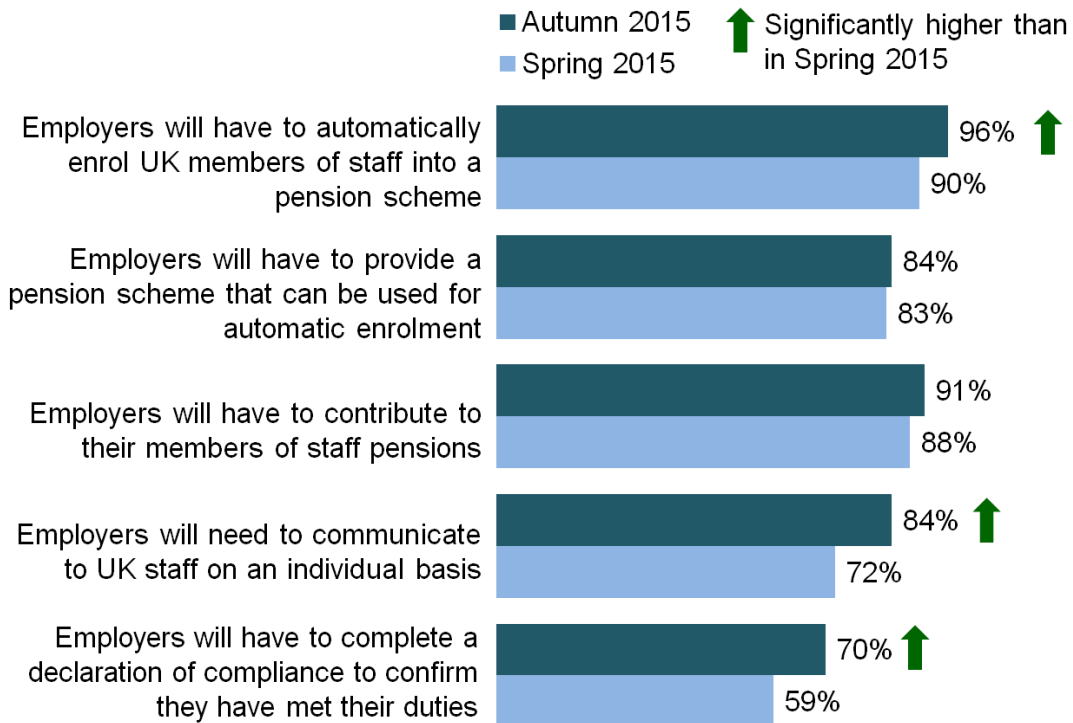 Autumn 2015
Spring 2015
Significantly higher than
in Spring 2015
Employers will have to automatically
enrol UK members of staff into a
pension scheme
96%
90%
Employers will have to provide a
pension scheme that can be used for
automatic enrolment
84%
83%
Employers will have to contribute to
their members of staff pensions
91%
88%
Employers will need to communicate
to UK staff on an individual basis
84%
72%
Employers will have to complete a
declaration of compliance to confirm
they have met their duties
70%
59%